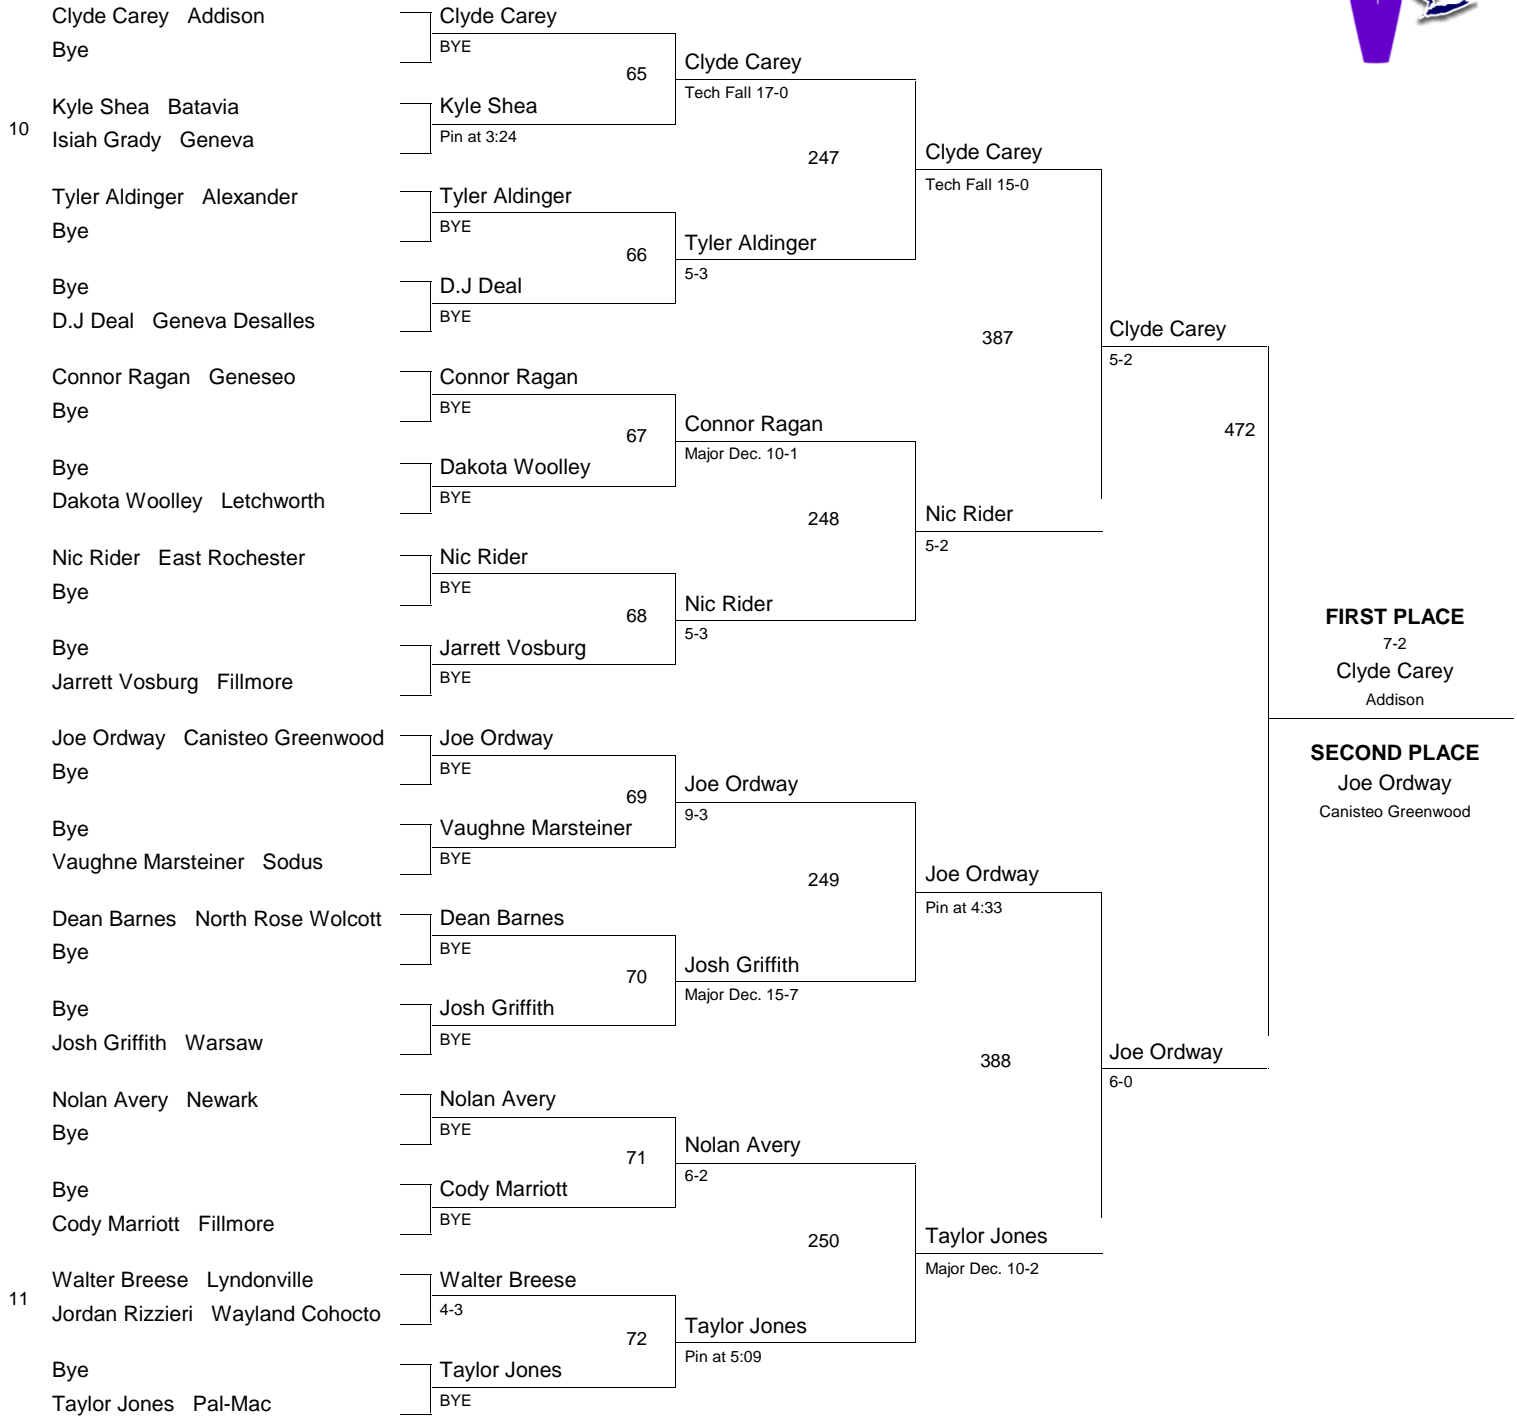 Clyde Carey Addison
Bye
10
Kyle Shea Batavia
Isiah Grady Geneva
Tyler Aldinger Alexander
Bye
Bye
D.J Deal Geneva Desalles
Connor Ragan Geneseo
Bye
Bye
Dakota Woolley Letchworth
Nic Rider East Rochester
Bye
Bye
Jarrett Vosburg Fillmore
Joe Ordway Canisteo Greenwood
Bye
Bye
Vaughne Marsteiner Sodus
Dean Barnes North Rose Wolcott
Bye
Bye
Josh Griffith Warsaw
Nolan Avery Newark
Bye
Bye
Cody Marriott Fillmore
11
Walter Breese Lyndonville
Jordan Rizzieri Wayland Cohocto
Bye
Taylor Jones Pal-Mac
Clyde Carey
BYE
65
Kyle Shea
Pin at 3:24
Tyler Aldinger
BYE
66
D.J Deal
BYE
Connor Ragan
BYE
67
Dakota Woolley
BYE
Nic Rider
BYE
68
Jarrett Vosburg
BYE
Joe Ordway
BYE
69
Vaughne Marsteiner
BYE
Dean Barnes
BYE
70
Josh Griffith
BYE
Nolan Avery
BYE
71
Cody Marriott
BYE
Walter Breese
4-3
72
Taylor Jones
BYE
Clyde Carey
Tech Fall 17-0
247
Tyler Aldinger
5-3
Connor Ragan
Major Dec. 10-1
248
Nic Rider
5-3
Joe Ordway
9-3
249
Josh Griffith
Major Dec. 15-7
Nolan Avery
6-2
250
Taylor Jones
Pin at 5:09
Clyde Carey
Tech Fall 15-0
387
Nic Rider
5-2
Joe Ordway
Pin at 4:33
388
Taylor Jones
Major Dec. 10-2
Clyde Carey
5-2
472
Joe Ordway
6-0
FIRST PLACE
7-2
Clyde Carey
Addison
SECOND PLACE
Joe Ordway
Canisteo Greenwood